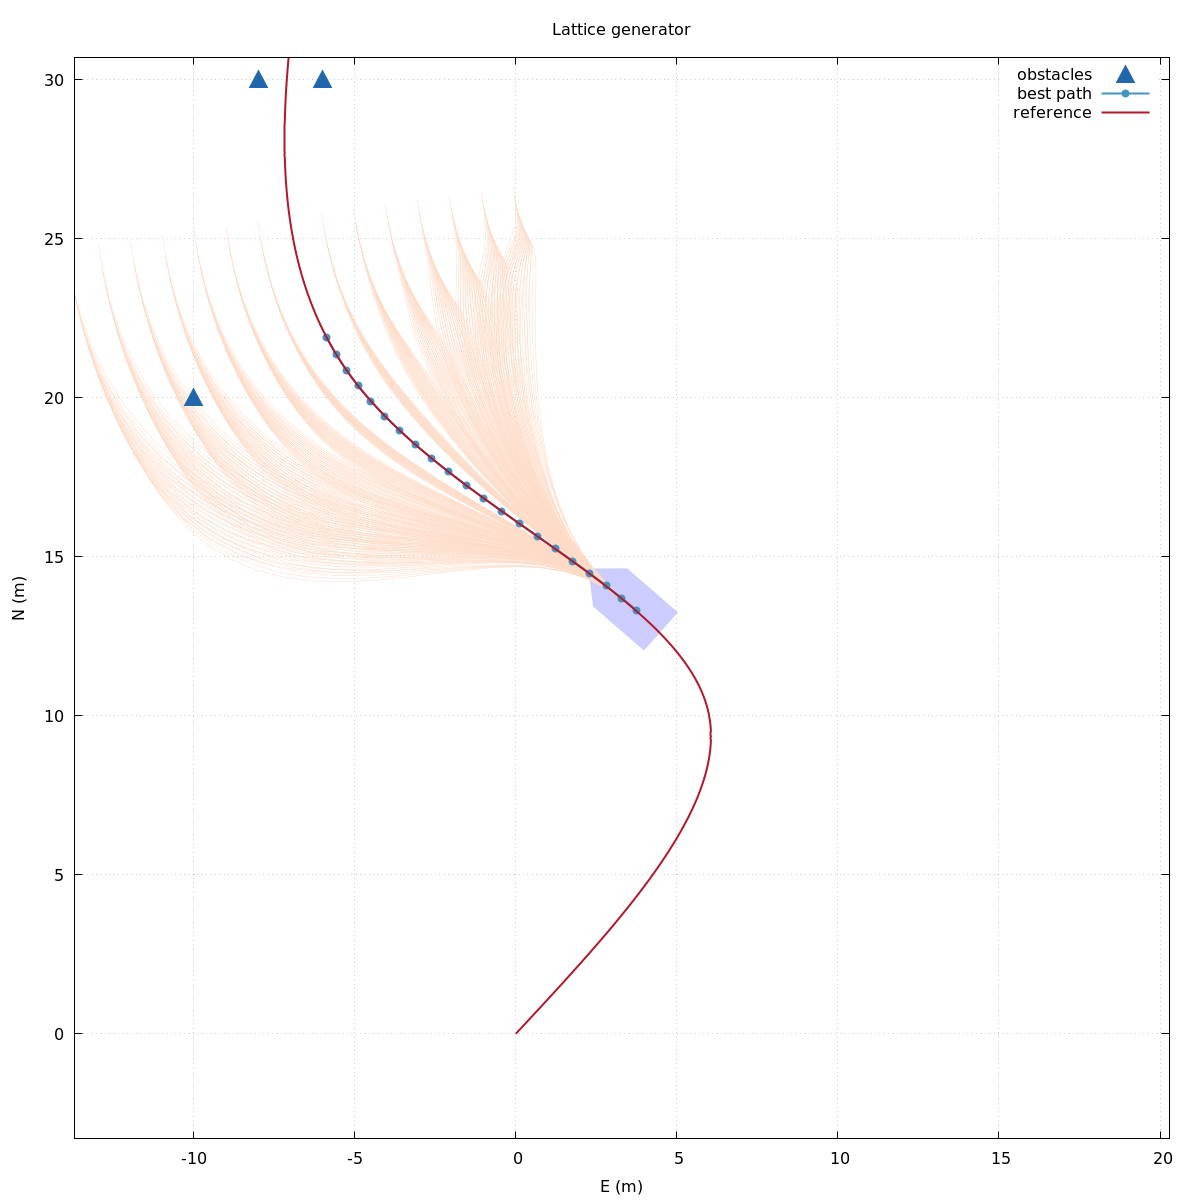 Lattice generator
obstacles
best path
reference
30
25
20
15
10
5
0
N (m)
-10 -5 0 5 10 15 20
E (m)